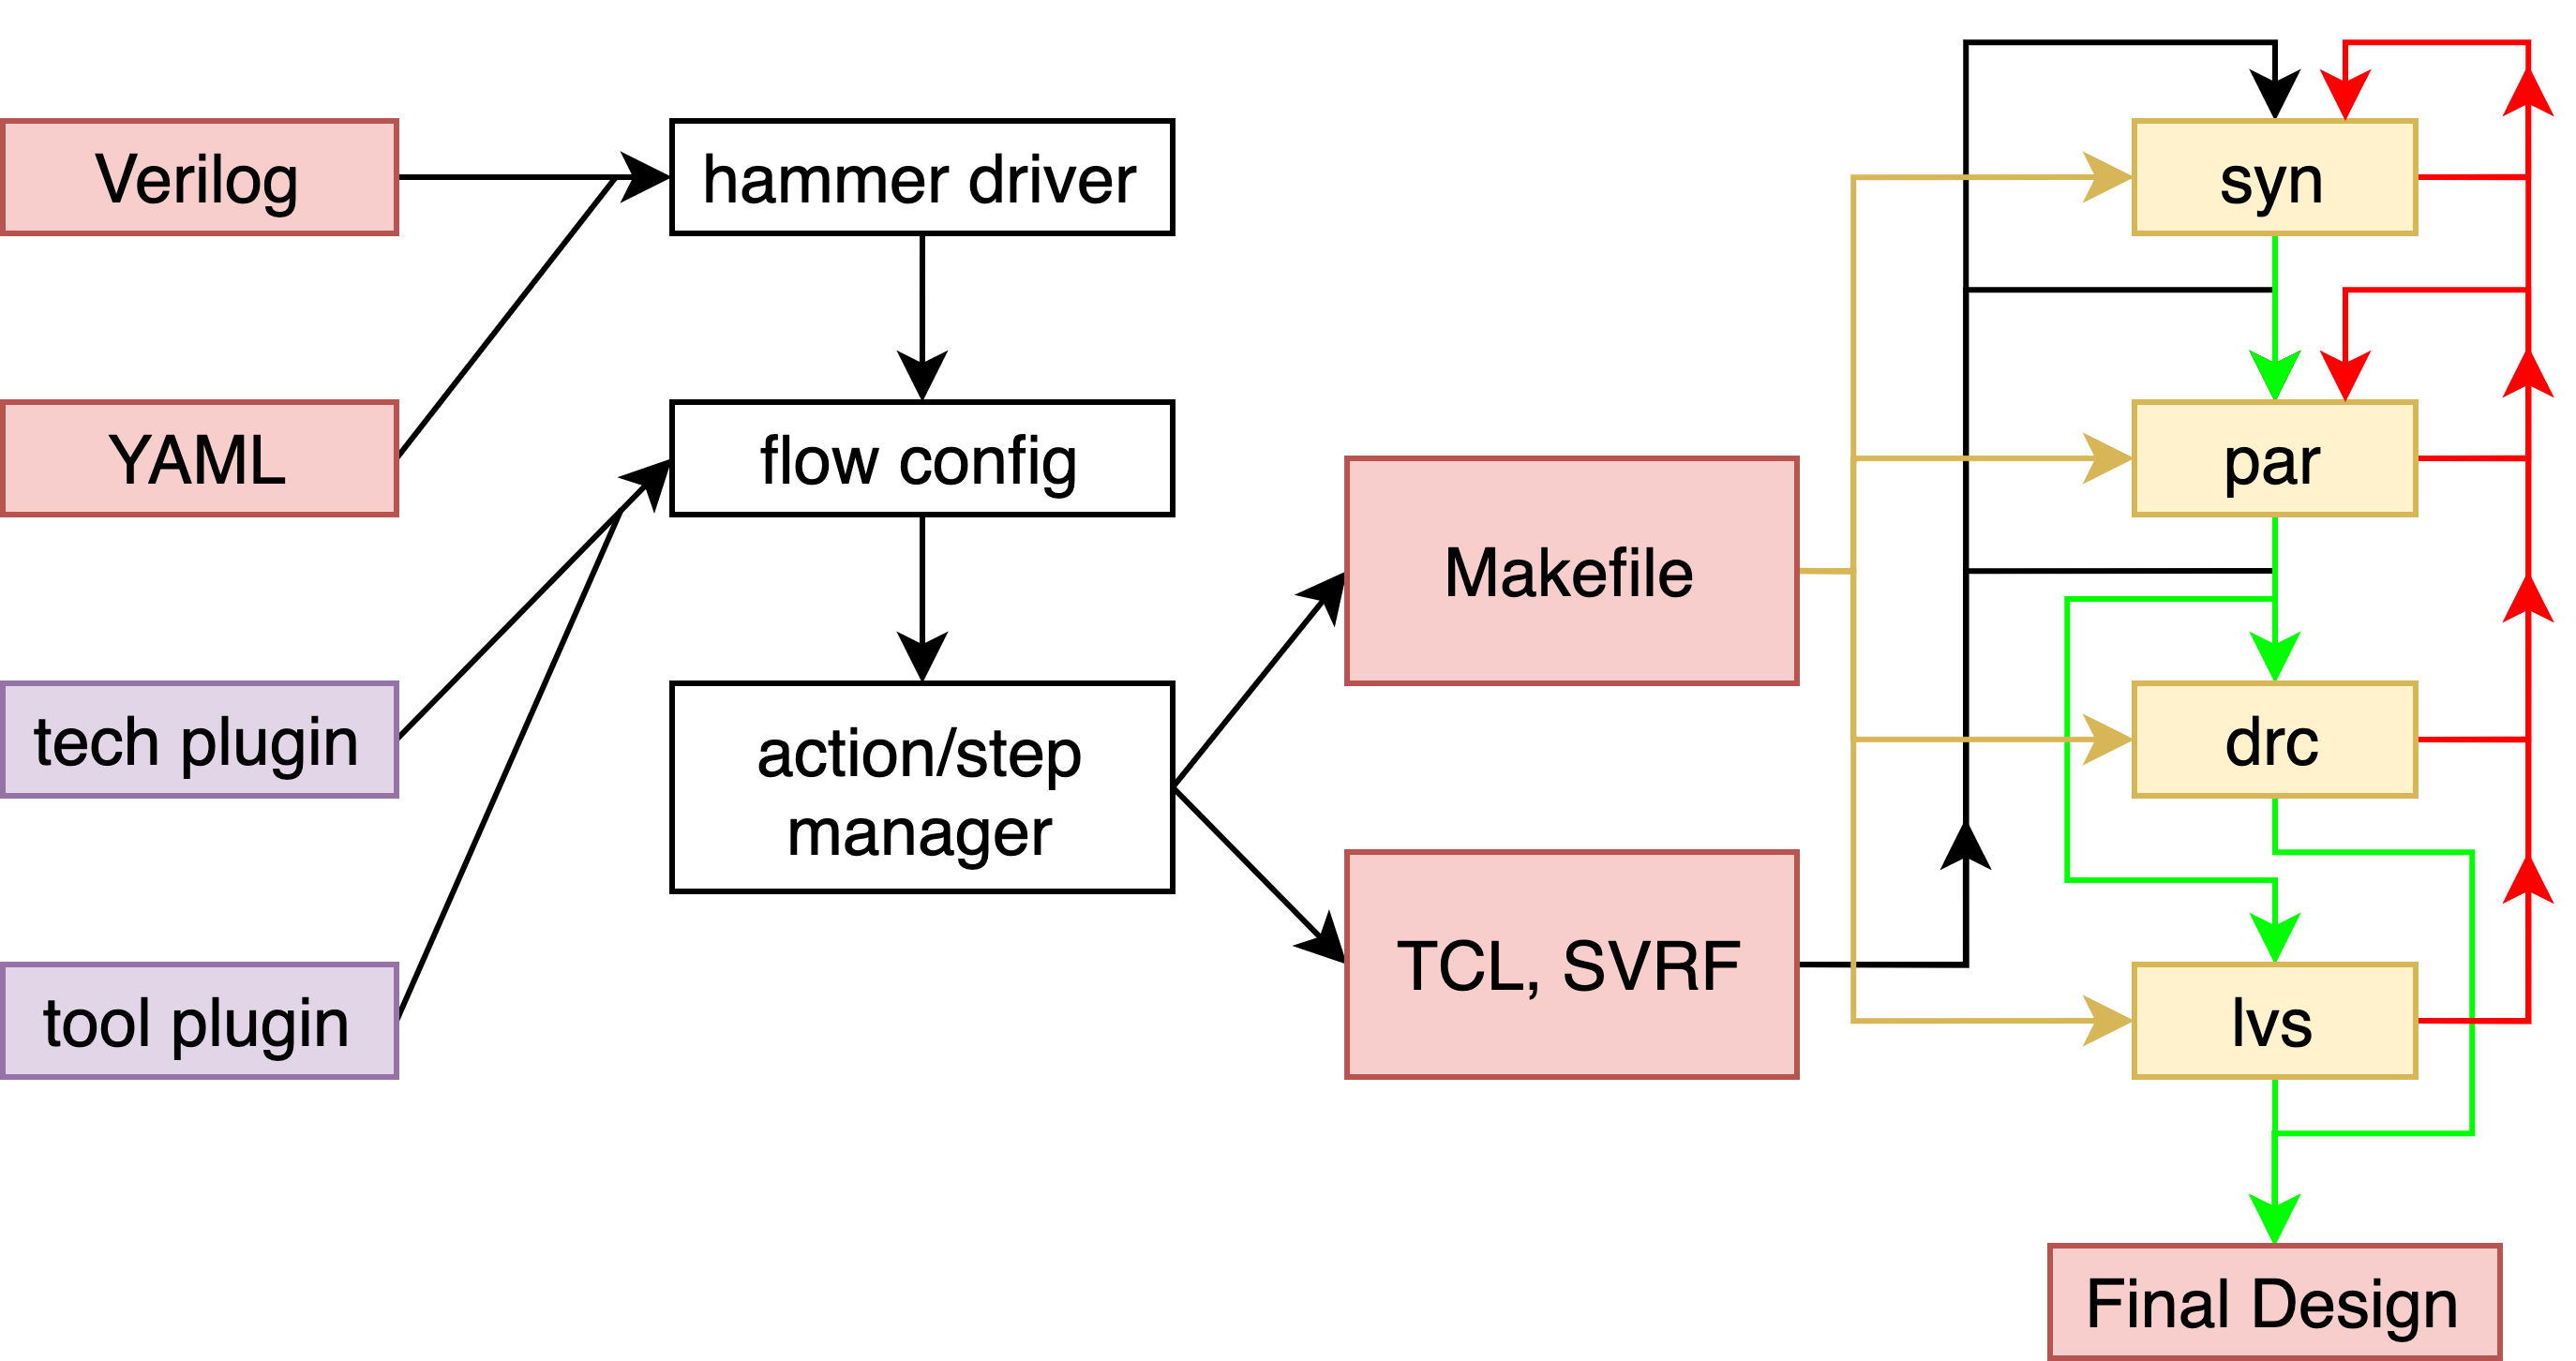 Verilog
YAML
tech plugin
tool plugin
hammer driver
flow config
action/step
manager
Makefile
TCL, SVRF
syn
par
drc
lvs
Final Design